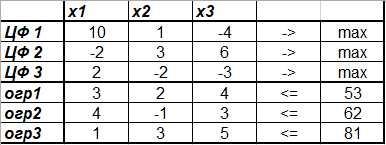 x1 x2 x3
ЦФ 1 10 1 -4 -> max
ЦФ 2 -2 3 6 -> max
ЦФ 3 2 -2 -3 -> max
огр1 3 2 4 <= 53
огр2 4 -1 3 <= 62
огр3 1 3 5 <= 81